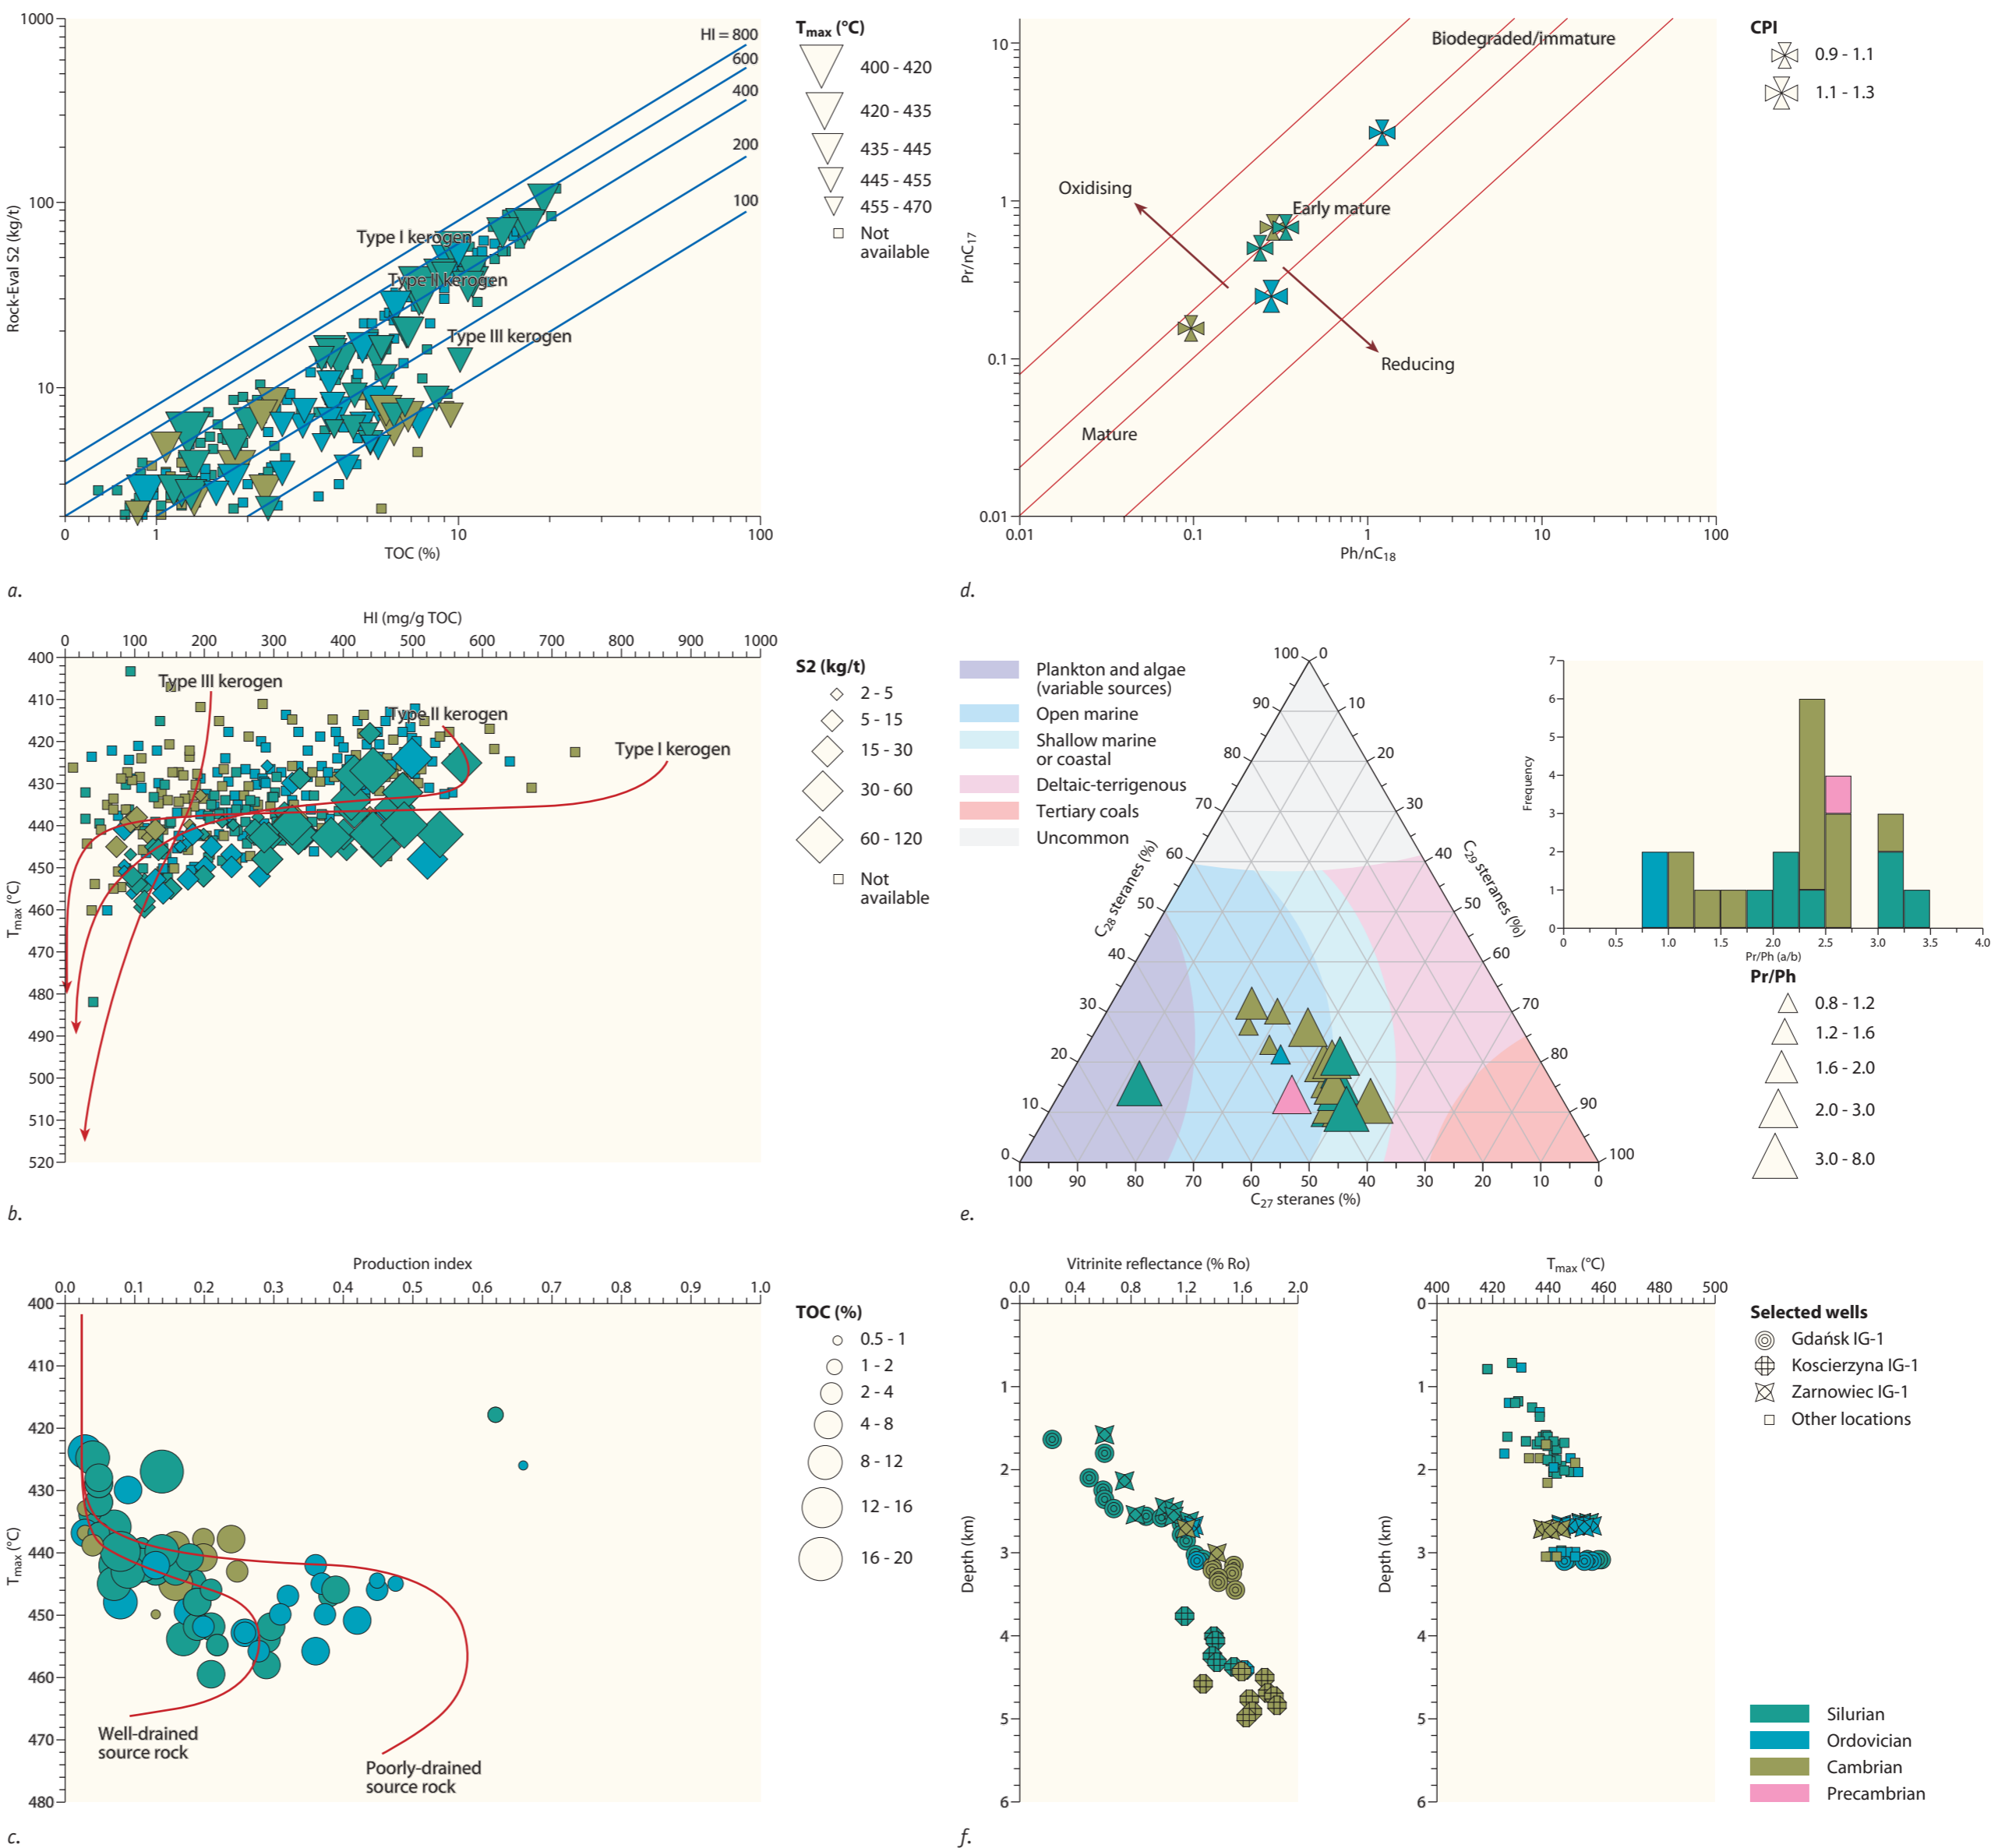 1000
100
10
Rock-Eval S2 (kg/t)
HI = 800
600
400
200
100
Type I kerogen
Type II kerogen
Type III kerogen
0 1 10 100
TOC (%)
Tmax (°C)
400 - 420
420 - 435
435 - 445
445 - 455
455 - 470
Not
available
a.
10
1
0.1
0.01
Pr/nC17
Biodegraded/immature
Oxidising
Early mature
Reducing
Mature
0.01 0.1 1 10 100
Ph/nC18
CPI
0.9 - 1.1
1.1 - 1.3
d.
HI (mg/g TOC)
0 100 200 300 400 500 600 700 800 900 1000
400
410
420
430
440
450
460
470
480
490
500
510
520
Tmax (°C)
Type III kerogen
Type II kerogen
Type I kerogen
S2 (kg/t)
2 - 5
5 - 15
15 - 30
30 - 60
60 - 120
Not
available
b.
Plankton and algae
(variable sources)
Open marine
Shallow marine
or coastal
Deltaic-terrigenous
Tertiary coals
Uncommon
100 0
90 10
80 20
70 30
60 40
50 50
40 60
30 70
20 80
10 90
0 100
C28 steranes (%)
C29 steranes (%)
100 90 80 70 60 50 40 30 20 10 0
C27 steranes (%)
7
6
5
4
3
2
1
0
Frequency
0 0.5 1.0 1.5 2.0 2.5 3.0 3.5 4.0
Pr/Ph (a/b)
Pr/Ph
0.8 - 1.2
1.2 - 1.6
1.6 - 2.0
2.0 - 3.0
3.0 - 8.0
e.
Production index
0.0 0.1 0.2 0.3 0.4 0.5 0.6 0.7 0.8 0.9 1.0
400
410
420
430
440
450
460
470
480
Tmax (°C)
Well-drained
source rock
Poorly-drained
source rock
TOC (%)
0.5 - 1
1 - 2
2 - 4
4 - 8
8 - 12
12 - 16
16 - 20
c.
Vitrinite reflectance (% Ro)
0.0 0.4 0.8 1.2 1.6 2.0
0
1
2
3
4
5
6
Depth (km)
Tmax (°C)
400 420 440 460 480 500
0
1
2
3
4
5
6
Depth (km)
Selected wells
Gdańsk IG-1
Koscierzyna IG-1
Zarnowiec IG-1
Other locations
Silurian
Ordovician
Cambrian
Precambrian
f.